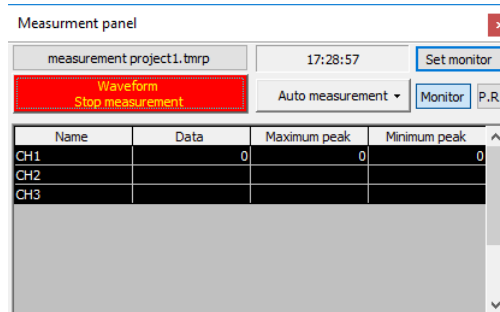 Measurment panel
measurement project1.tmrp 17:28:57 Set monitor
Waveform
Stop measurement
Auto measurement Monitor P.R
Name Data Maximum peak Minimum peak
CH1 0 0 0
CH2
CH3